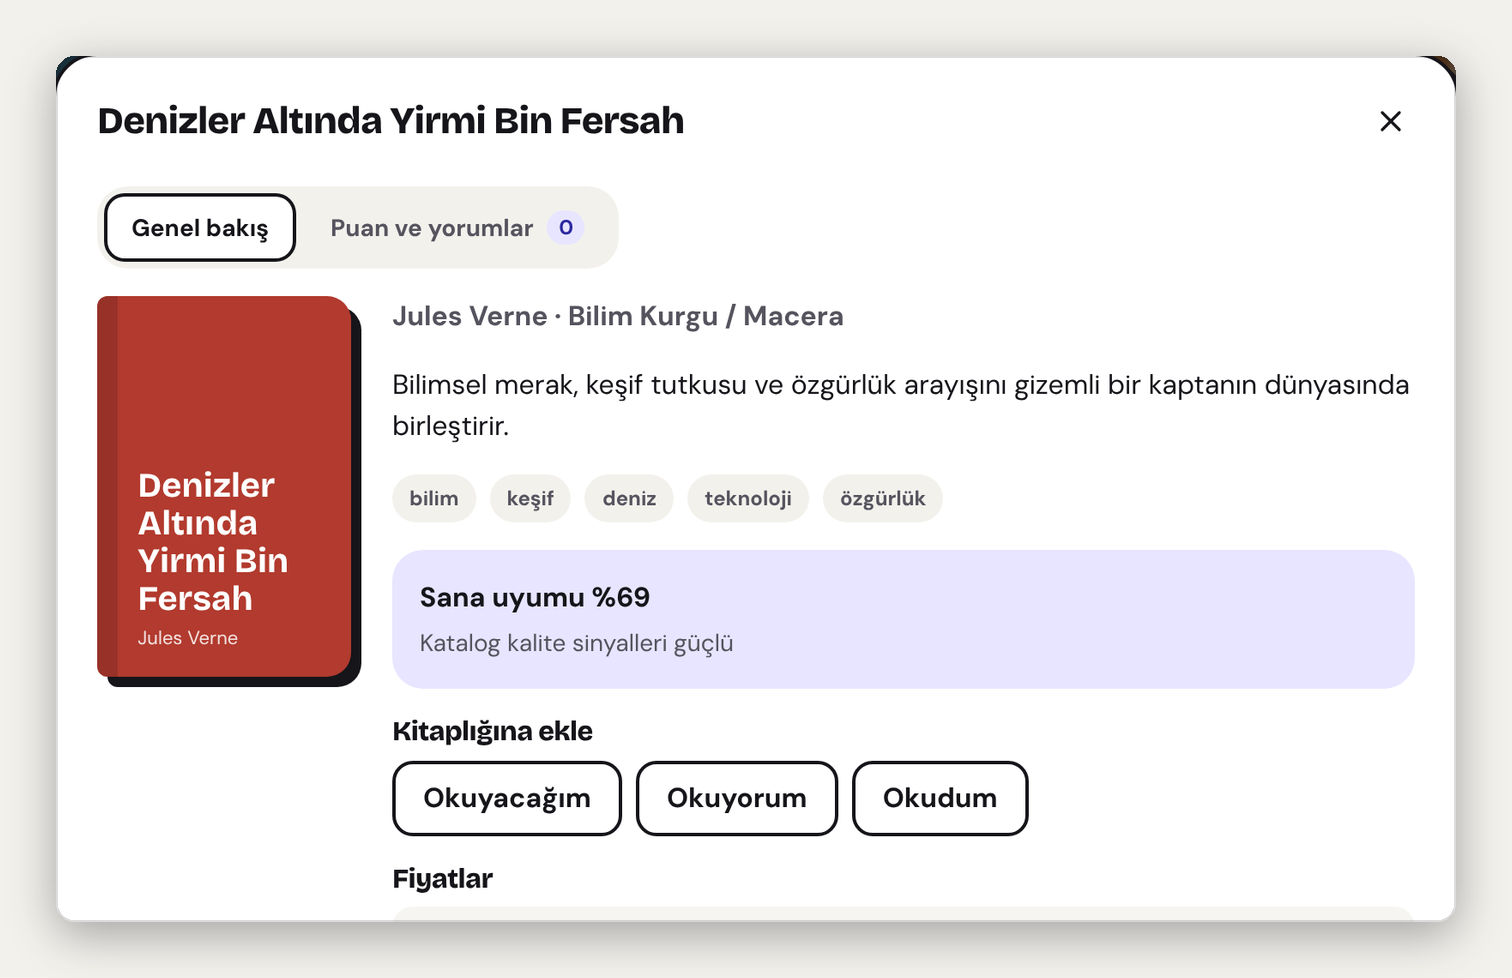 Denizler Altında Yirmi Bin Fersah
Genel bakış
Puan ve yorumlar 0
Denizler
Altında
Yirmi Bin
Fersah
Jules Verne
Jules Verne · Bilim Kurgu / Macera
Bilimsel merak, keşif tutkusu ve özgürlük arayışını gizemli bir kaptanın dünyasında
birleştirir.
bilim keşif deniz teknoloji özgürlük
Sana uyumu %69
Katalog kalite sinyalleri güçlü
Kitaplığına ekle
Okuyacağım Okuyorum Okudum
Fiyatlar